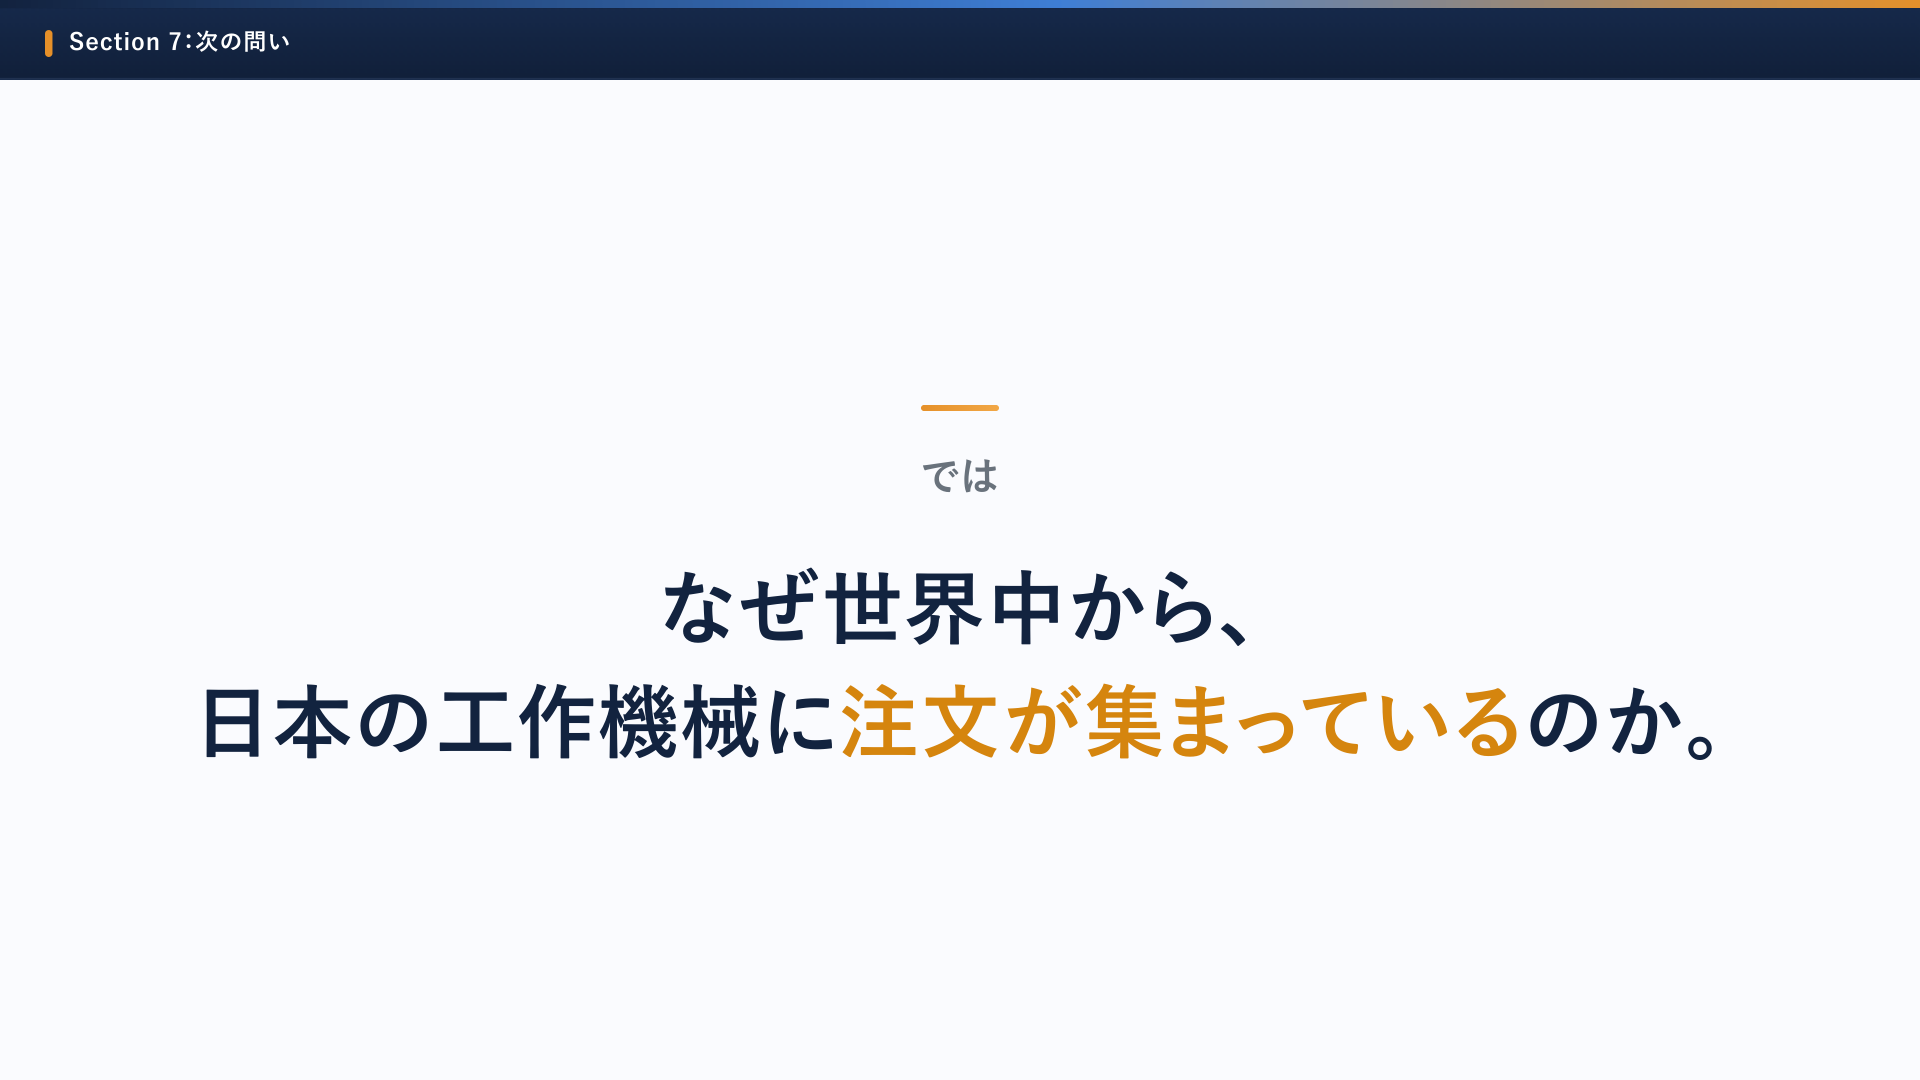 Section 7：次の問い
では
なぜ世界中から、
日本の工作機械に注文が集まっているのか。